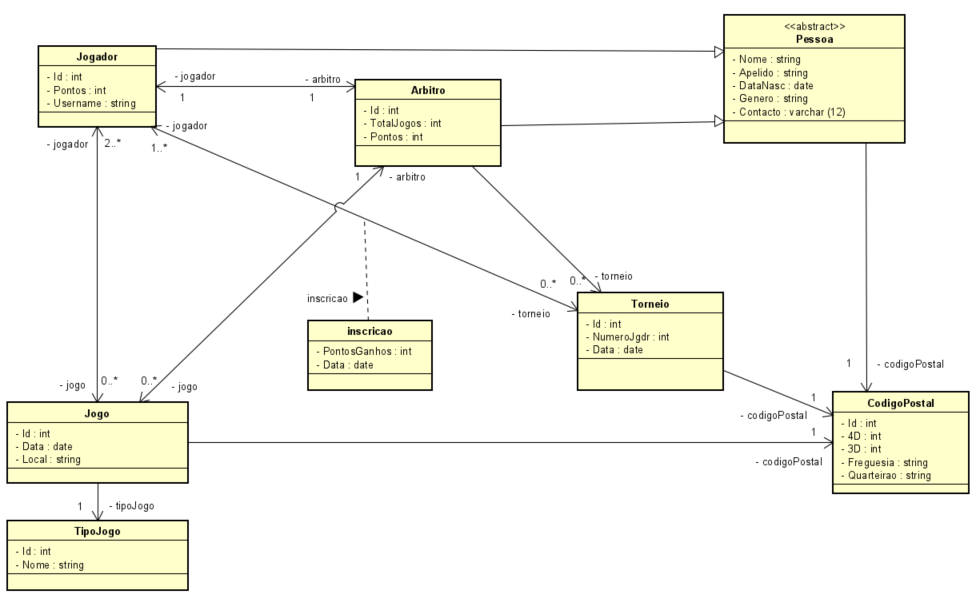 <<abstract>>
Pessoa
- Nome : string
- Apelido : string
- DataNasc : date
- Genero : string
- Contacto : varchar (12)
Jogador
- Id : int
- Pontos : int
- Username : string
- jogador
1
- arbitro
1
Arbitro
- Id : int
- TotalJogos : int
- Pontos : int
- jogador
1..*
- jogador
2..*
1
- arbitro
0..*
- torneio
0..*
- torneio
Torneio
- Id : int
- NumeroJgdr : int
- Data : date
inscricao
inscricao
- PontosGanhos : int
- Data : date
1
- codigoPostal
1
- codigoPostal
1
- codigoPostal
CodigoPostal
- Id : int
- 4D : int
- 3D : int
- Freguesia : string
- Quarteirao : string
- jogo
0..*
0..*
- jogo
Jogo
- Id : int
- Data : date
- Local : string
1
- tipoJogo
TipoJogo
- Id : int
- Nome : string